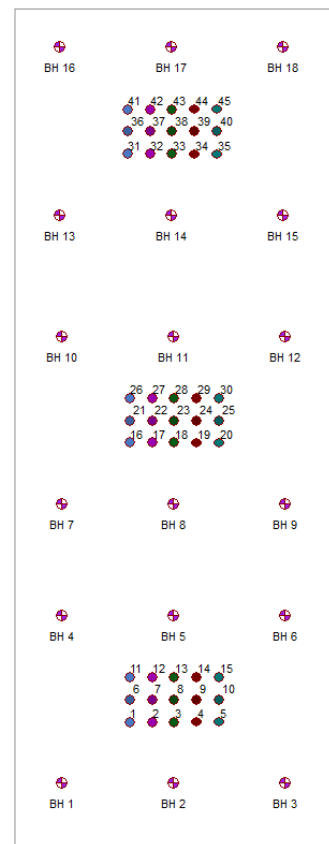 BH 16 BH 17 BH 18
41 42 43 44 45
36 37 38 39 40
31 32 33 34 35
BH 13 BH 14 BH 15
BH 10 BH 11 BH 12
26 27 28 29 30
21 22 23 24 25
16 17 18 19 20
BH 7 BH 8 BH 9
BH 4 BH 5 BH 6
11 12 13 14 15
6 7 8 9 10
1 2 3 4 5
BH 1 BH 2 BH 3